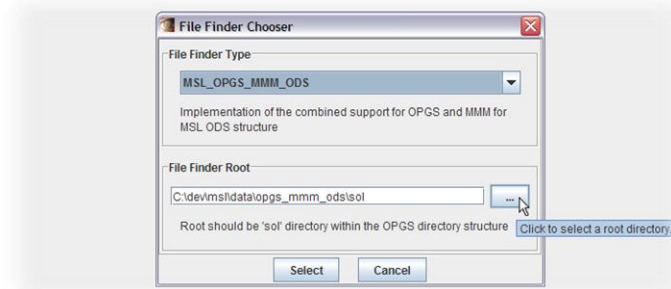 File Finder Chooser
File Finder Type
MSL_OPGS_MMM_ODS
Implementation of the combined support for OPGS and MMM for
MSL ODS structure
File Finder Root
C:\dev\msl\data\opgs_mmm_ods\sol
...
Root should be 'sol' directory within the OPGS directory structure
Click to select a root directory.
Select Cancel